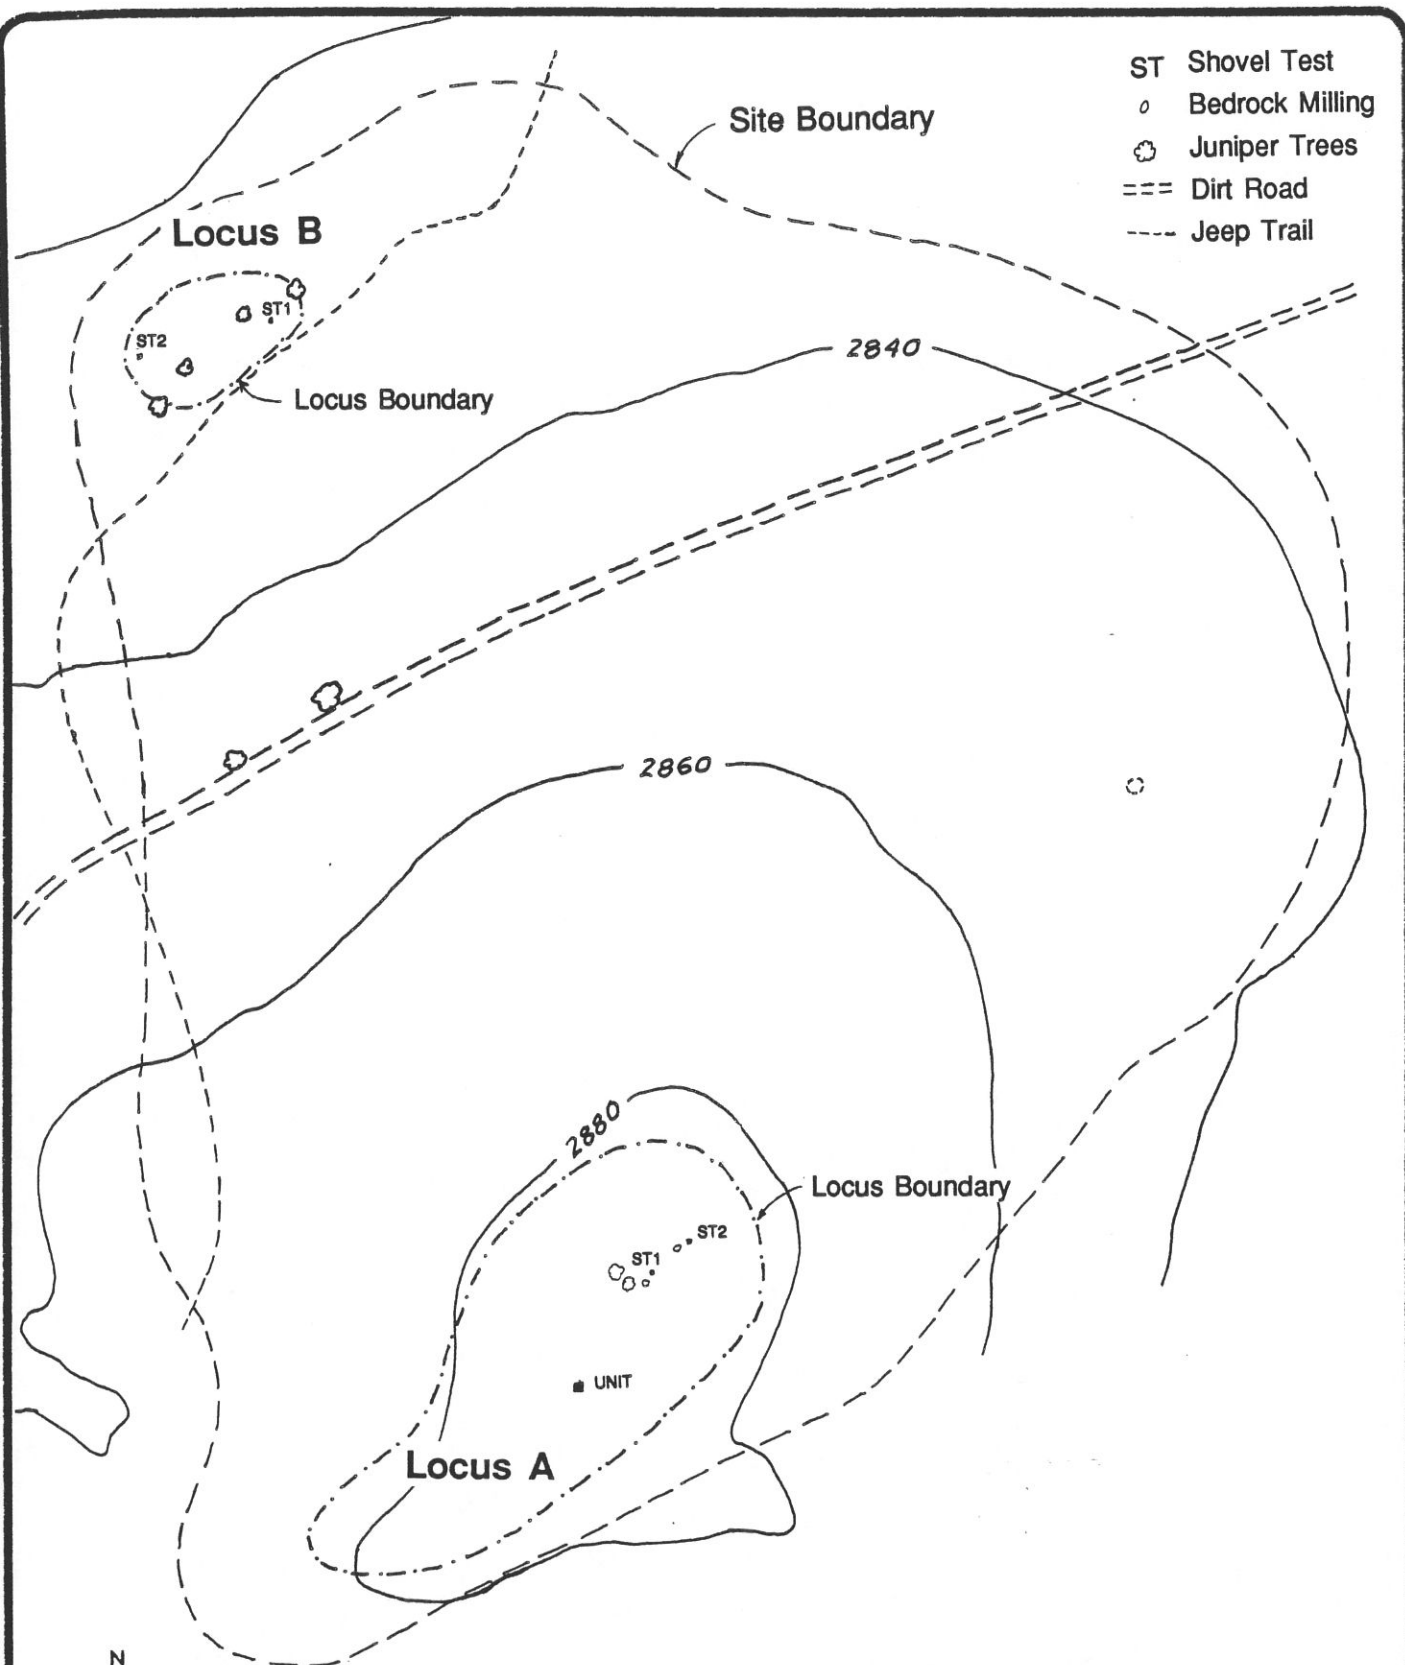 ST Shovel Test
Bedrock Milling
Juniper Trees
Dirt Road
Jeep Trail
Site Boundary
Locus B
ST1
ST2
Locus Boundary
2840
2860
2880
Locus Boundary
ST2
ST1
UNIT
Locus A
N